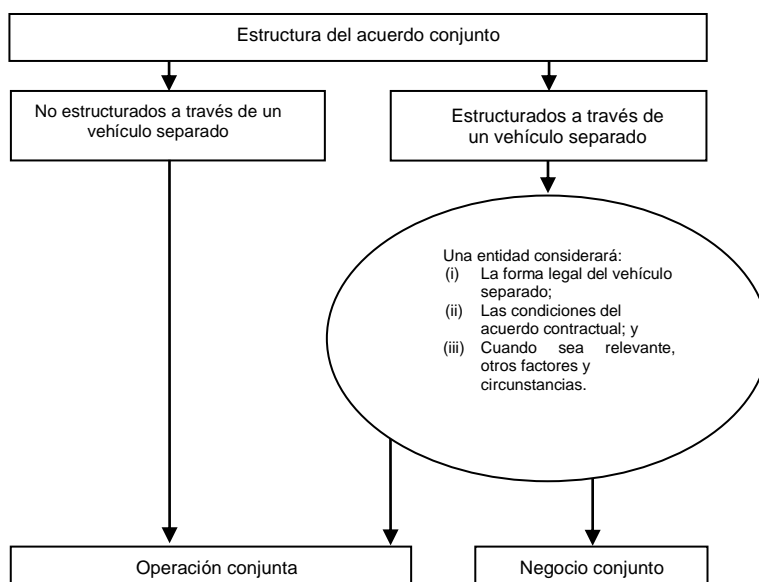 Estructura del acuerdo conjunto
No estructurados a través de un
vehículo separado
Estructurados a través de
un vehículo separado
Una entidad considerará:
(i) La forma legal del vehículo
separado;
(ii) Las condiciones del
acuerdo contractual; y
(iii) Cuando sea relevante,
otros factores y
circunstancias.
Operación conjunta
Negocio conjunto